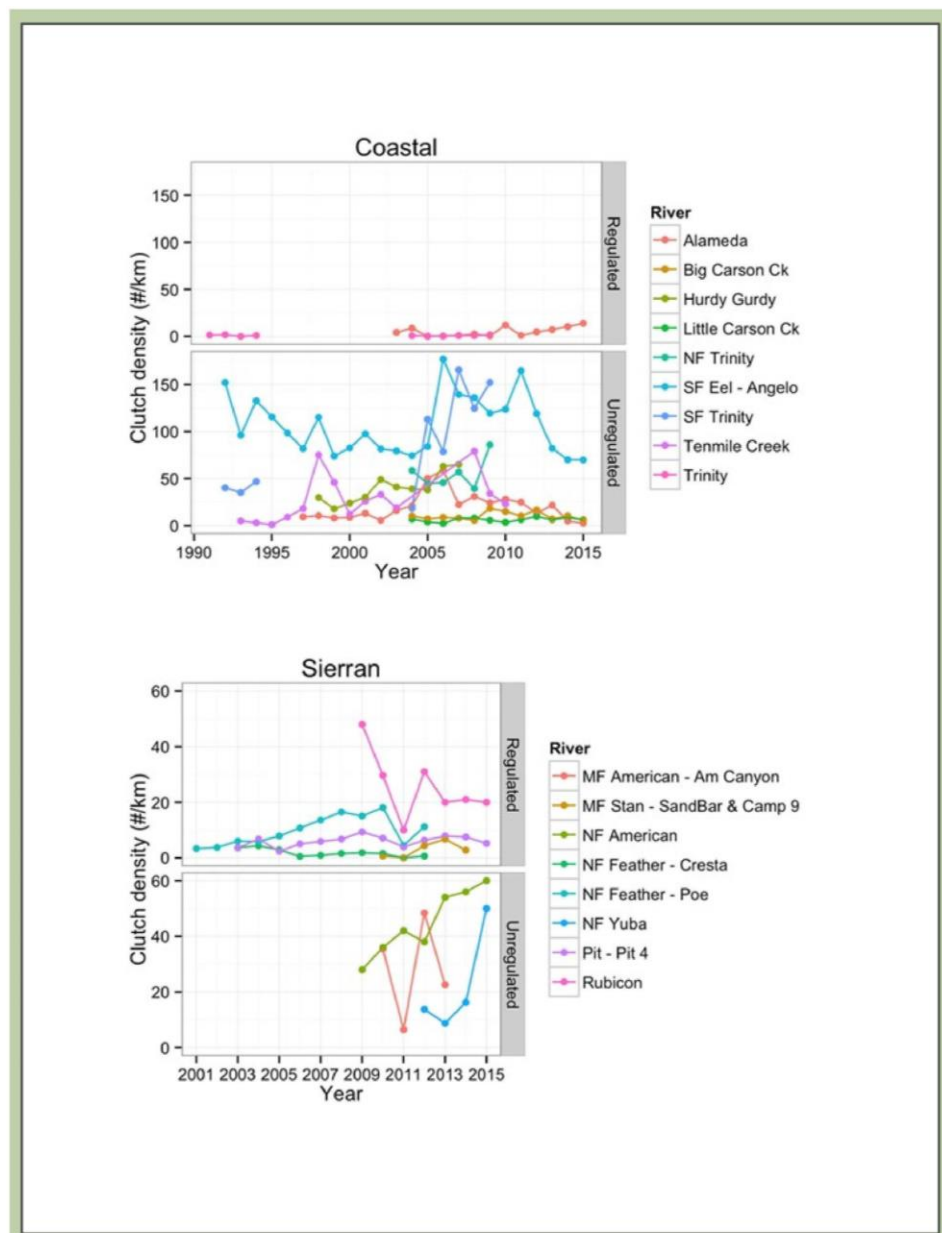 Coastal
150
100
50
0
Regulated
150
100
50
0
Unregulated
Clutch density (#/km)
1990 1995 2000 2005 2010 2015
Year
River
Alameda
Big Carson Ck
Hurdy Gurdy
Little Carson Ck
NF Trinity
SF Eel - Angelo
SF Trinity
Tenmile Creek
Trinity
Sierran
60
40
20
0
Regulated
60
40
20
0
Unregulated
Clutch density (#/km)
2001 2003 2005 2007 2009 2011 2013 2015
Year
River
MF American - Am Canyon
MF Stan - SandBar & Camp 9
NF American
NF Feather - Cresta
NF Feather - Poe
NF Yuba
Pit - Pit 4
Rubicon